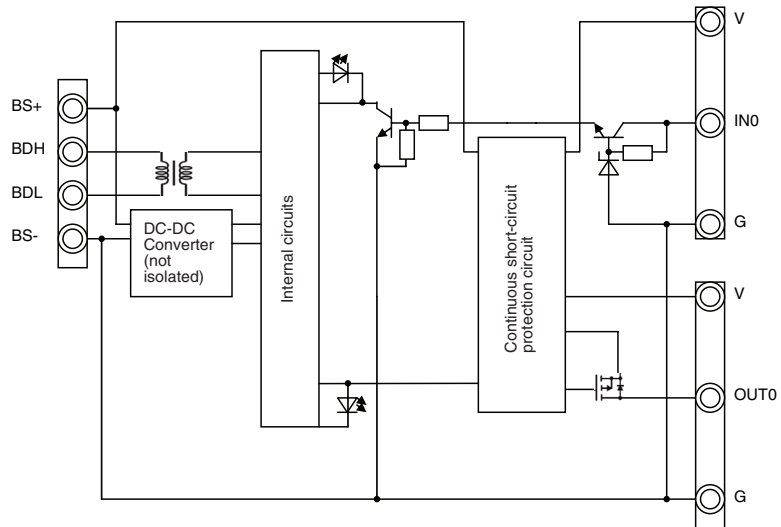 BS+
BDH
BDL
BS-
DC-DC
Converter
(not
isolated)
Internal circuits
Continuous short-circuit
protection circuit
V
IN0
G
V
OUT0
G